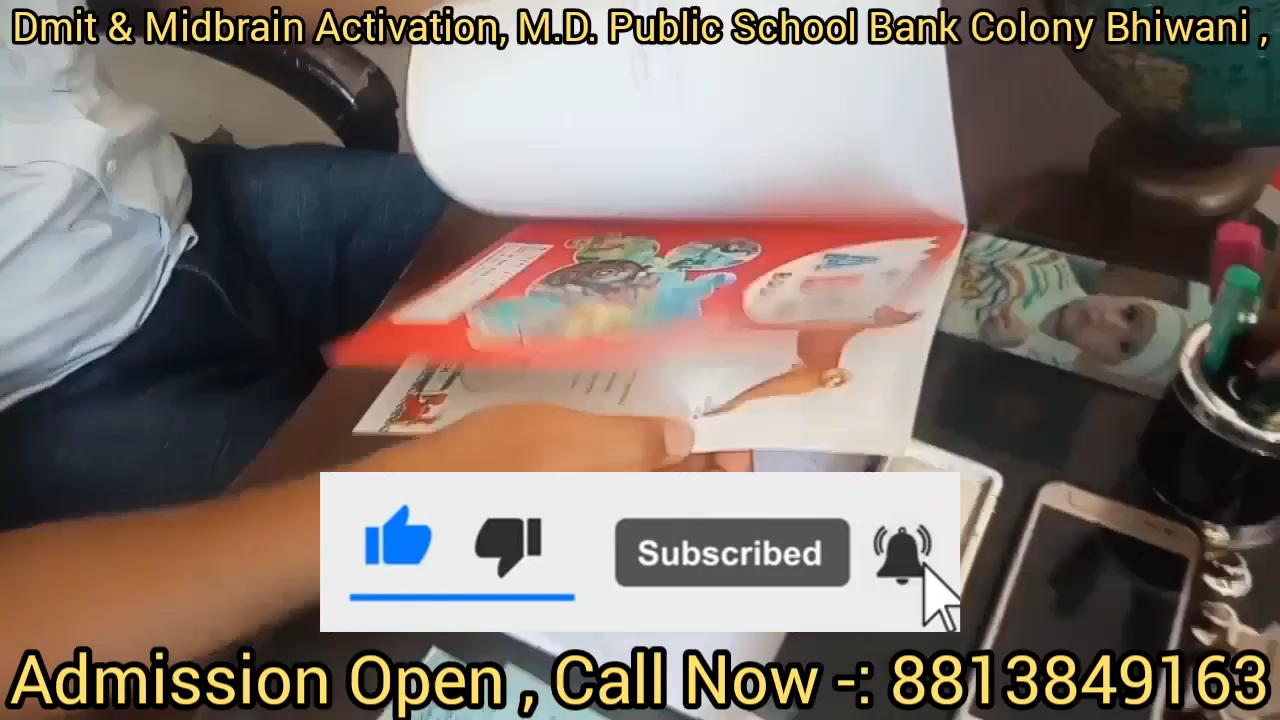 Dmit & Midbrain Activation, M.D. Public School Bank Colony Bhiwani ,
Subscribed
Admission Open , Call Now -: 8813849163